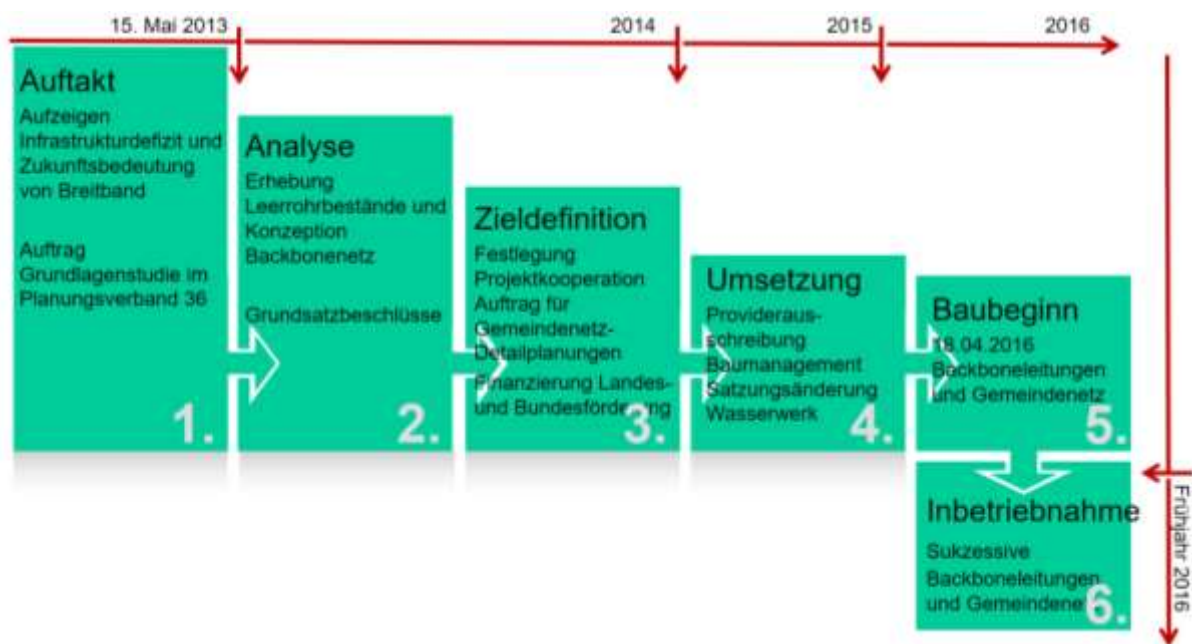 15. Mai 2013
2014
2015
2016
Auftakt
Aufzeigen
Infrastrukturdefizit und
Zukunftsbedeutung
von Breitband
Auftrag
Grundlagenstudie im
Planungsverband 36
1.
Analyse
Erhebung
Leerrohrbestände und
Konzeption
Backbonenetz
Grundsatzbeschlüsse
2.
Zieldefinition
Festlegung
Projektkooperation
Auftrag für
Gemeindenetz-
Detailplanungen
Finanzierung Landes-
und Bundesförderung
3.
Umsetzung
Provideraus-
schreibung
Baumanagement
Satzungsänderung
Wasserwerk
4.
Baubeginn
18.04.2016
Backboneleitungen
und Gemeindenetz
5.
Inbetriebnahme
Sukzessive
Backboneleitungen
und Gemeindenetz
6.
Frühjahr 2016